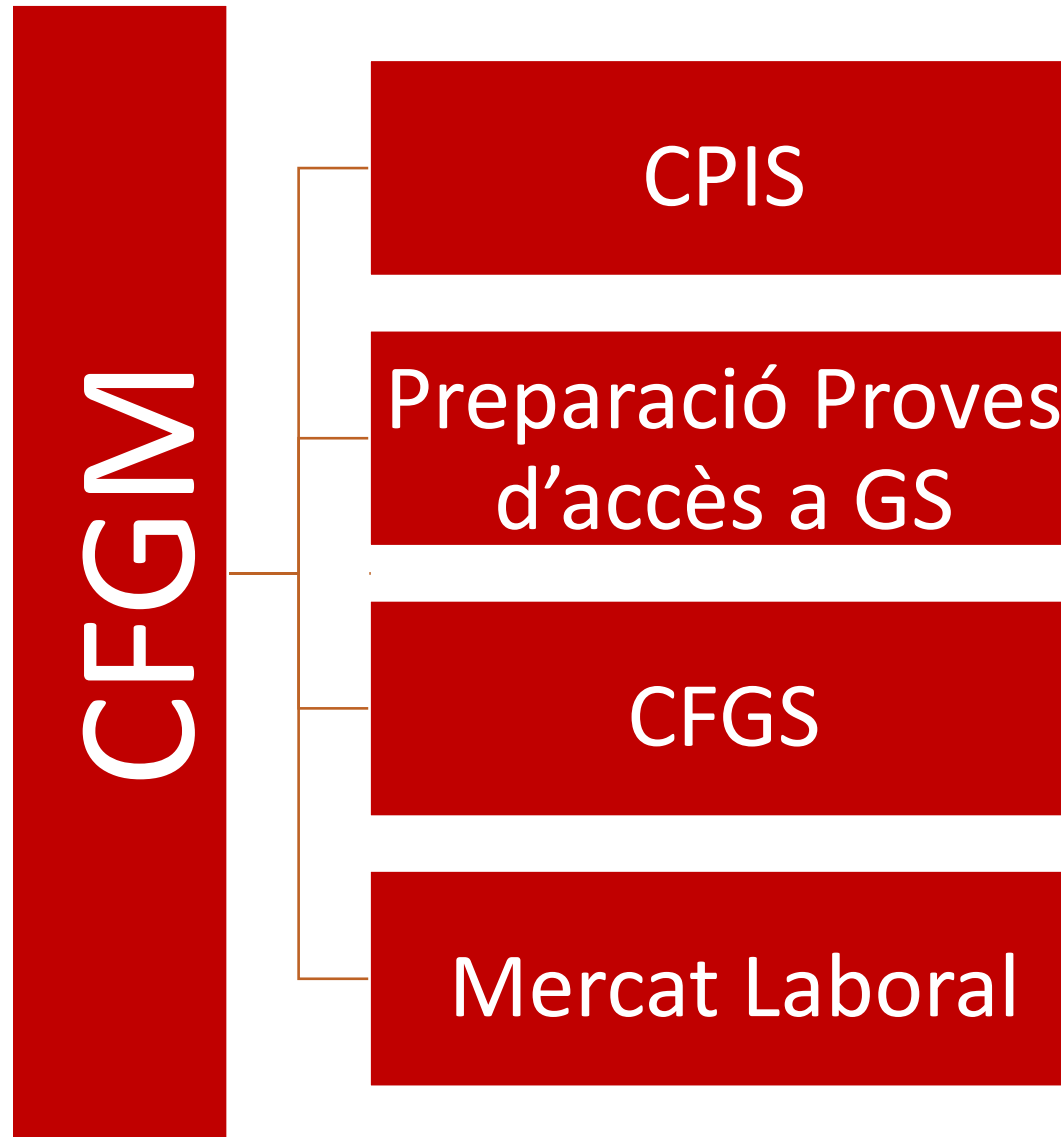 CFGM
CPIS
Preparació Proves
d’accès a GS
CFGS
Mercat Laboral